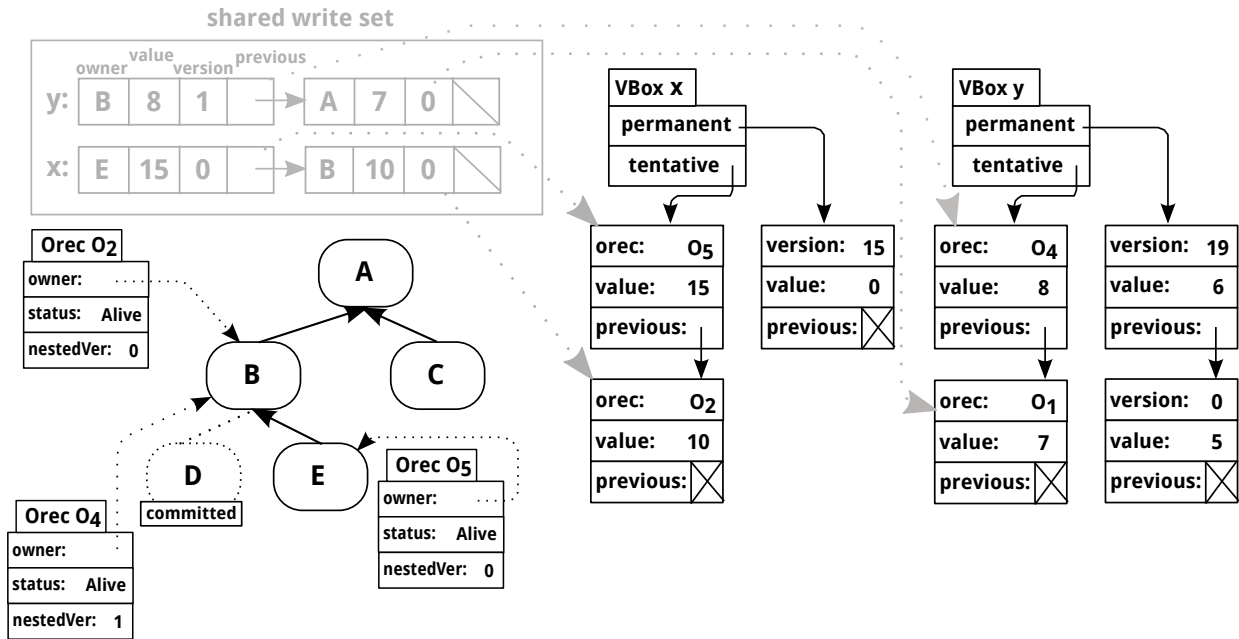 shared write set
owner value version previous
y: B 8 1 A 7 0
x: E 15 0 B 10 0
VBox x
permanent
tentative
VBox y
permanent
tentative
orec: O5
value: 15
previous:
version: 15
value: 0
previous:
orec: O4
value: 8
previous:
version: 19
value: 6
previous:
orec: O2
value: 10
previous:
orec: O1
value: 7
previous:
version: 0
value: 5
previous:
Orec O2
owner:
status: Alive
nestedVer: 0
A
B
C
D
committed
E
Orec O5
owner:
status: Alive
nestedVer: 0
Orec O4
owner:
status: Alive
nestedVer: 1